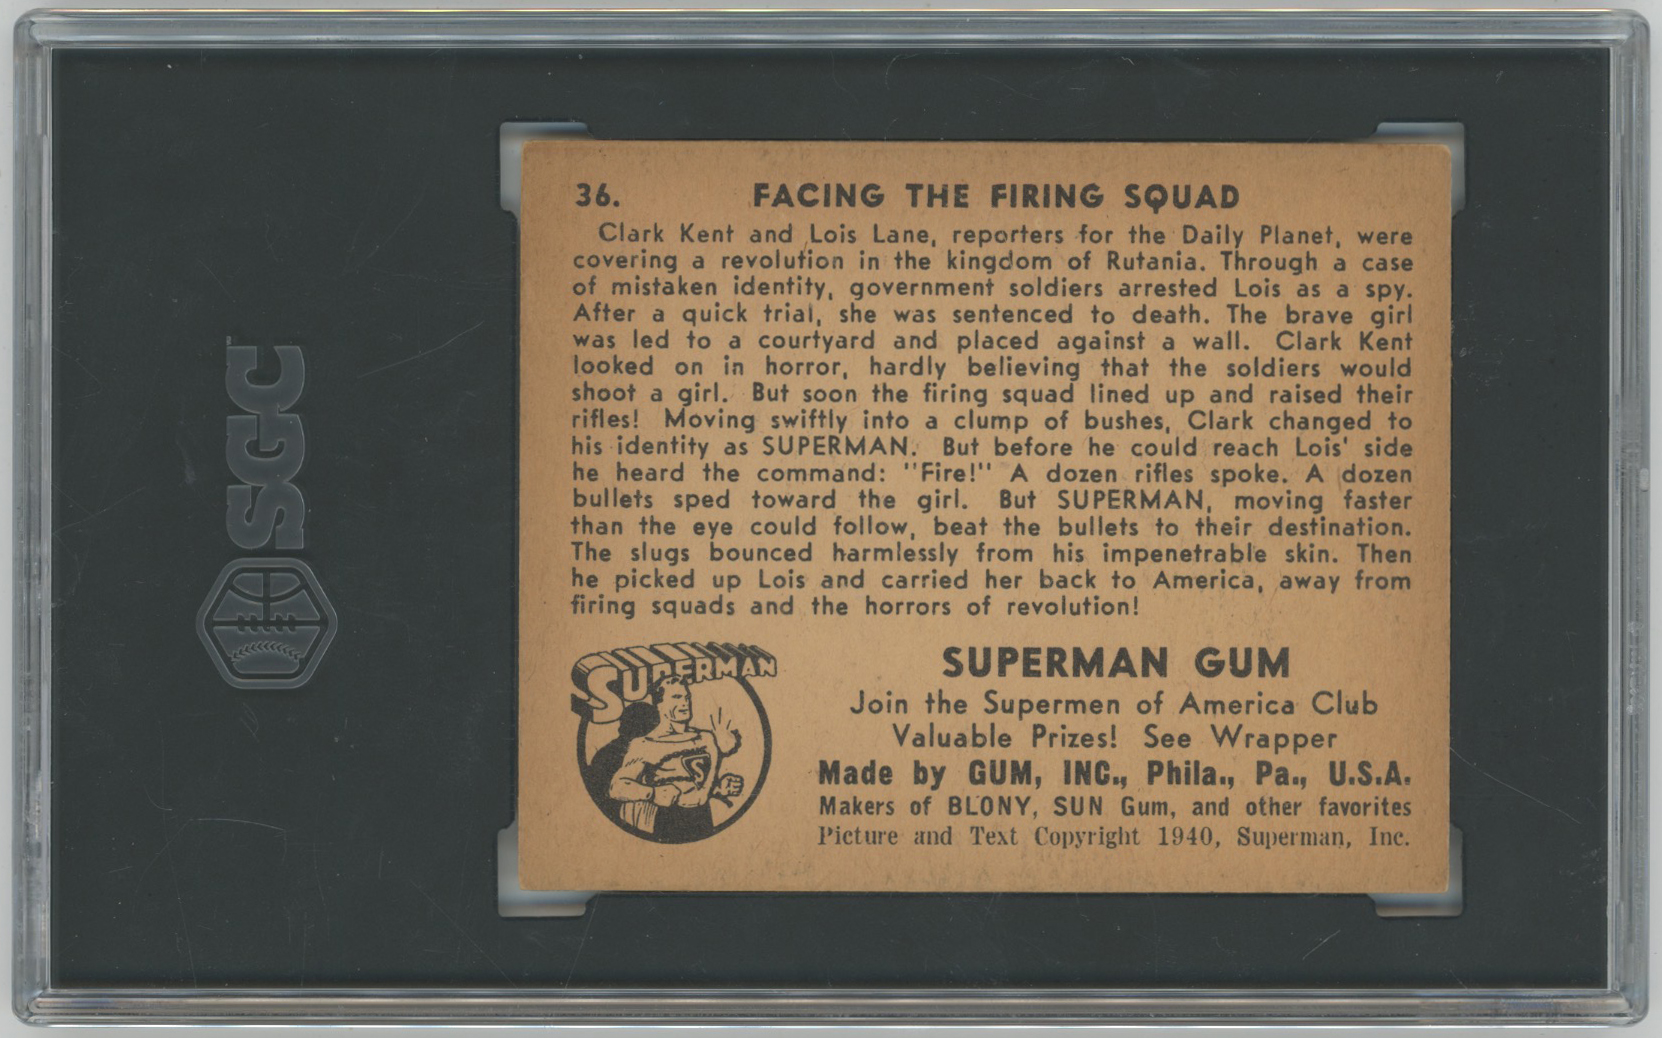 SGC
36. FACING THE FIRING SQUAD
Clark Kent and Lois Lane, reporters for the Daily Planet, were
covering a revolution in the kingdom of Rutania. Through a case
of mistaken identity, government soldiers arrested Lois as a spy.
After a quick trial, she was sentenced to death. The brave girl
was led to a courtyard and placed against a wall. Clark Kent
looked on in horror, hardly believing that the soldiers would
shoot a girl. But soon the firing squad lined up and raised their
rifles! Moving swiftly into a clump of bushes, Clark changed to
his identity as SUPERMAN. But before he could reach Lois' side
he heard the command: "Fire!" A dozen rifles spoke. A dozen
bullets sped toward the girl. But SUPERMAN, moving faster
than the eye could follow, beat the bullets to their destination.
The slugs bounced harmlessly from his impenetrable skin. Then
he picked up Lois and carried her back to America, away from
firing squads and the horrors of revolution!
SUPERMAN
S
SUPERMAN GUM
Join the Supermen of America Club
Valuable Prizes! See Wrapper
Made by GUM, INC., Phila., Pa., U.S.A.
Makers of BLONY, SUN Gum, and other favorites
Picture and Text Copyright 1940, Superman, Inc.